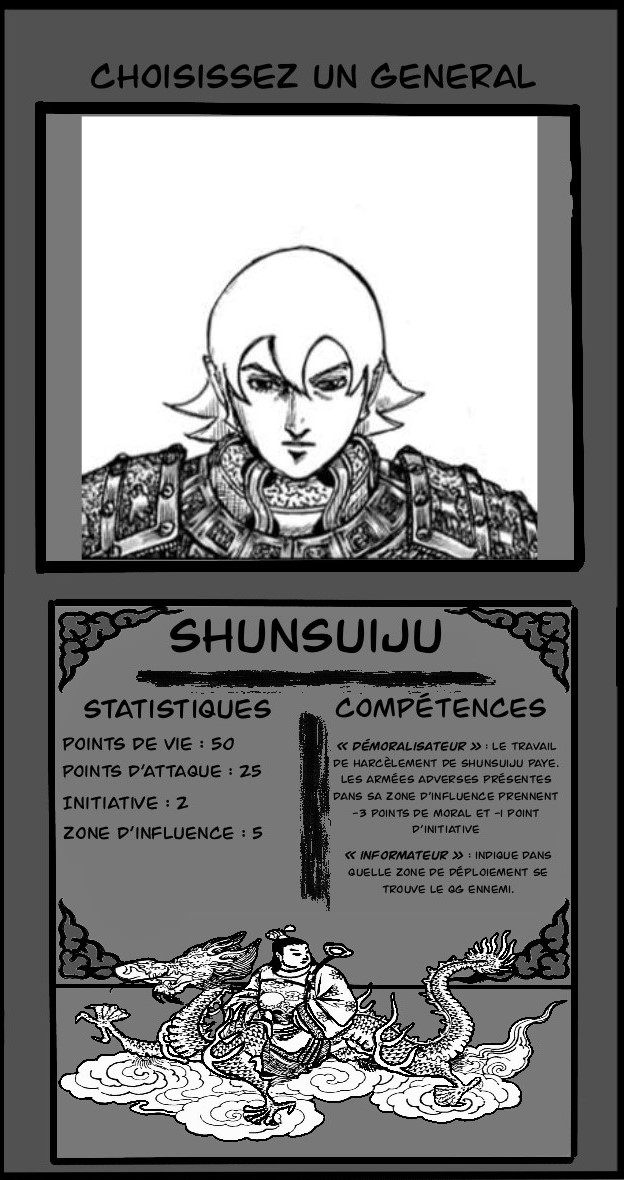 CHOISISSEZ UN GENERAL
SHUNSUIJU
STATISTIQUES
POINTS DE VIE : 50
POINTS D'ATTAQUE : 25
INITIATIVE : 2
ZONE D'INFLUENCE : 5
COMPÉTENCES
« DÉMORALISATEUR » : LE TRAVAIL
DE HARCÈLEMENT DE SHUNSUIJU PAYE.
LES ARMÉES ADVERSES PRÉSENTES
DANS SA ZONE D'INFLUENCE PRENNENT
-3 POINTS DE MORAL ET -1 POINT
D'INITIATIVE
« INFORMATEUR » : INDIQUE DANS
QUELLE ZONE DE DÉPLOIEMENT SE
TROUVE LE QG ENNEMI.